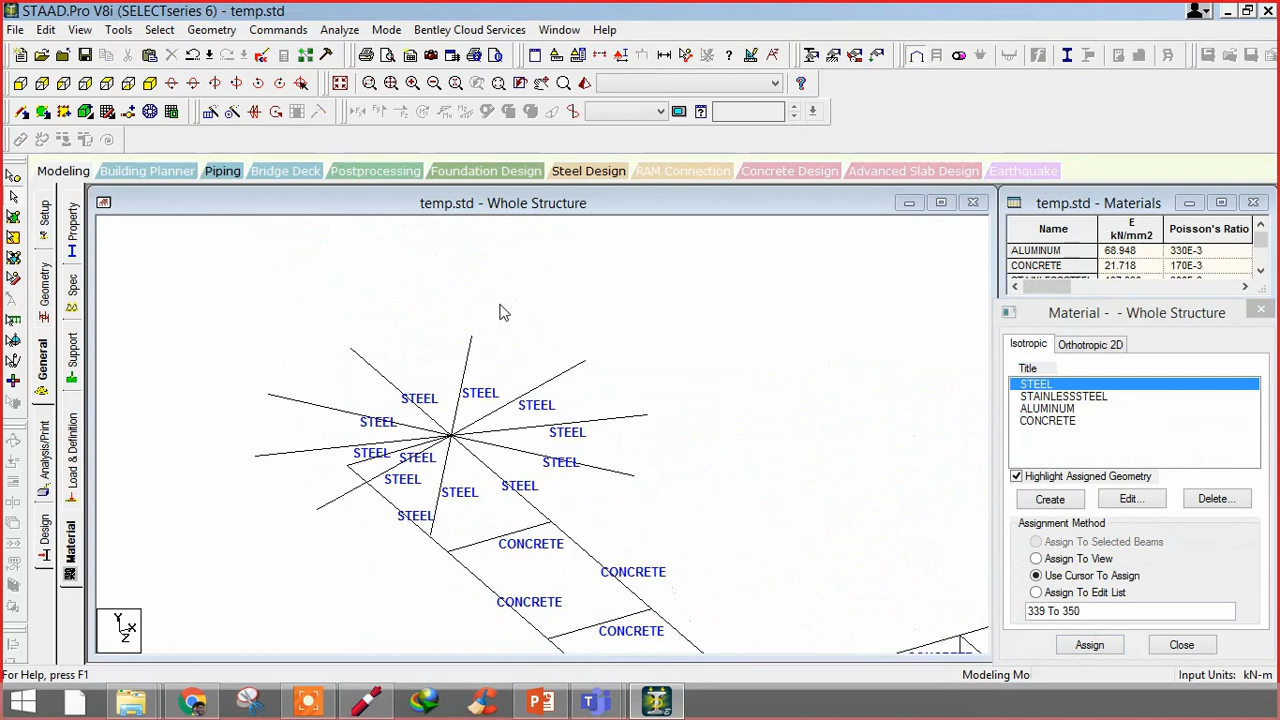 STAAD.Pro V8i (SELECTseries 6) - temp.std
File Edit View Tools Select Geometry Commands Analyze Mode Bentley Cloud Services Window Help
Modeling Building Planner Piping Bridge Deck Postprocessing Foundation Design Steel Design RAM Connection Concrete Design Advanced Slab Design Earthquake
Setup
Geometry
General
Analysis/Print
Design
Property
Spec
Support
Load & Definition
Material
temp.std - Whole Structure
STEEL
STEEL
STEEL
STEEL
STEEL
STEEL
STEEL
STEEL
STEEL
STEEL
STEEL
STEEL
CONCRETE
CONCRETE
CONCRETE
CONCRETE
Y
X
Z
temp.std - Materials
Name E kN/mm2 Poisson's Ratio
ALUMINUM 68.948 330E-3
CONCRETE 21.718 170E-3
Material - - Whole Structure
Isotropic Orthotropic 2D
Title
STEEL
STAINLESSSTEEL
ALUMINUM
CONCRETE
Highlight Assigned Geometry
Create Edit... Delete...
Assignment Method
Assign To Selected Beams
Assign To View
Use Cursor To Assign
Assign To Edit List
339 To 350
Assign Close
For Help, press F1
Modeling Mo
Input Units: kN-m